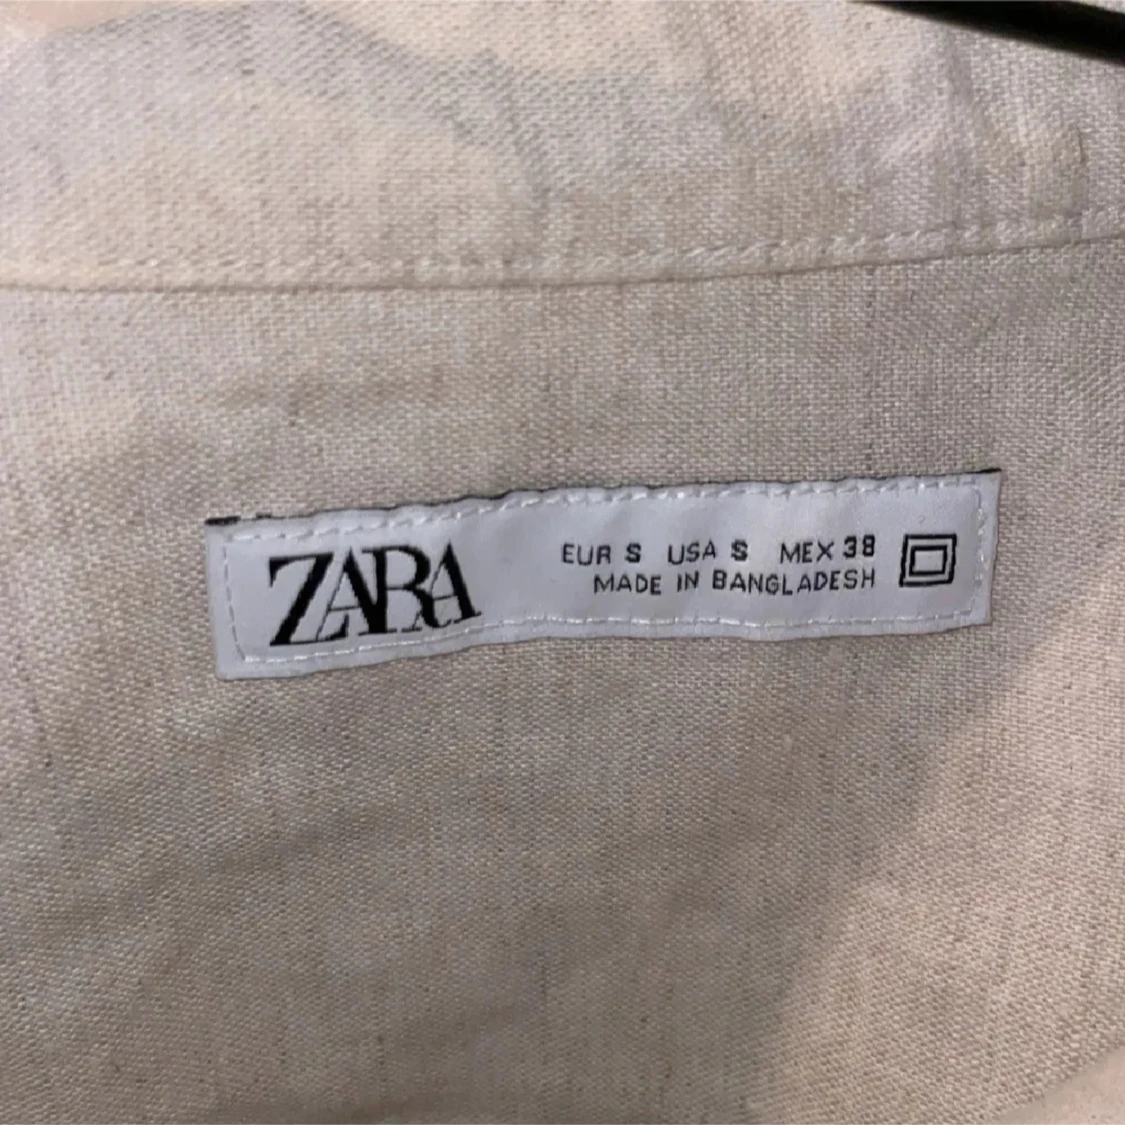 ZARA
EUR S USA S MEX 38
MADE IN BANGLADESH